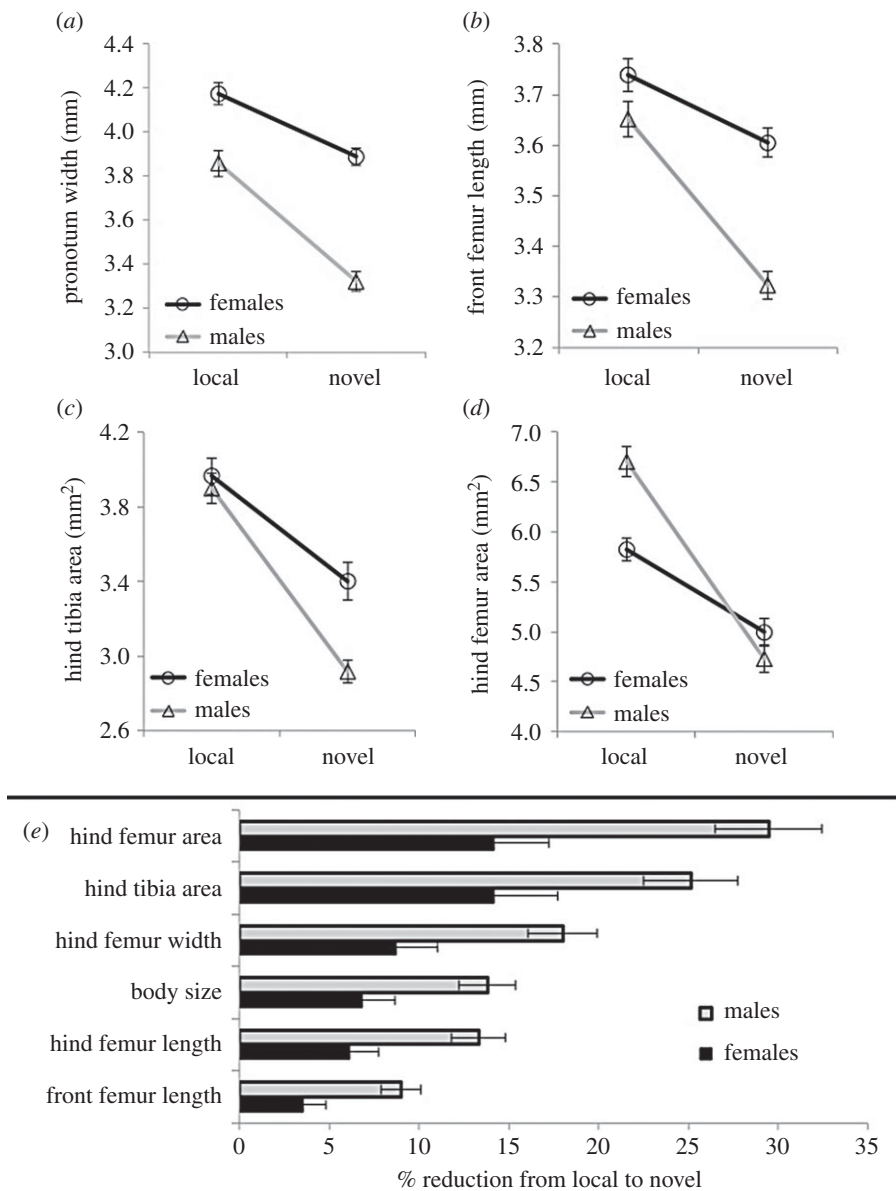 (a)
4.4
4.2
4.0
3.8
3.6
3.4
3.2
3.0
pronotum width (mm)
females
males
local novel
(b)
3.8
3.7
3.6
3.5
3.4
3.3
3.2
front femur length (mm)
females
males
local novel
(c)
4.2
3.8
3.4
3.0
2.6
hind tibia area (mm²)
females
males
local novel
(d)
7.0
6.5
6.0
5.5
5.0
4.5
4.0
hind femur area (mm²)
females
males
local novel
(e)
hind femur area
hind tibia area
hind femur width
body size
hind femur length
front femur length
males
females
0 5 10 15 20 25 30 35
% reduction from local to novel